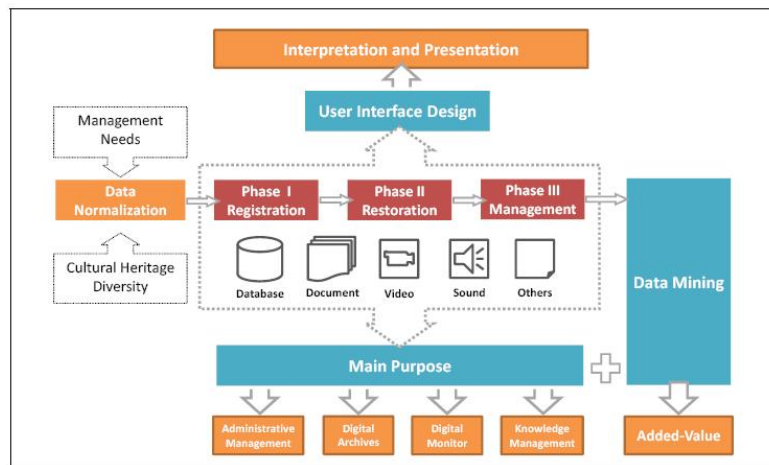 Interpretation and Presentation
User Interface Design
Management
Needs
Data
Normalization
Cultural Heritage
Diversity
Phase I
Registration
Phase II
Restoration
Phase III
Management
Database
Document
Video
Sound
Others
Data Mining
Main Purpose
Administrative
Management
Digital
Archives
Digital
Monitor
Knowledge
Management
Added-Value